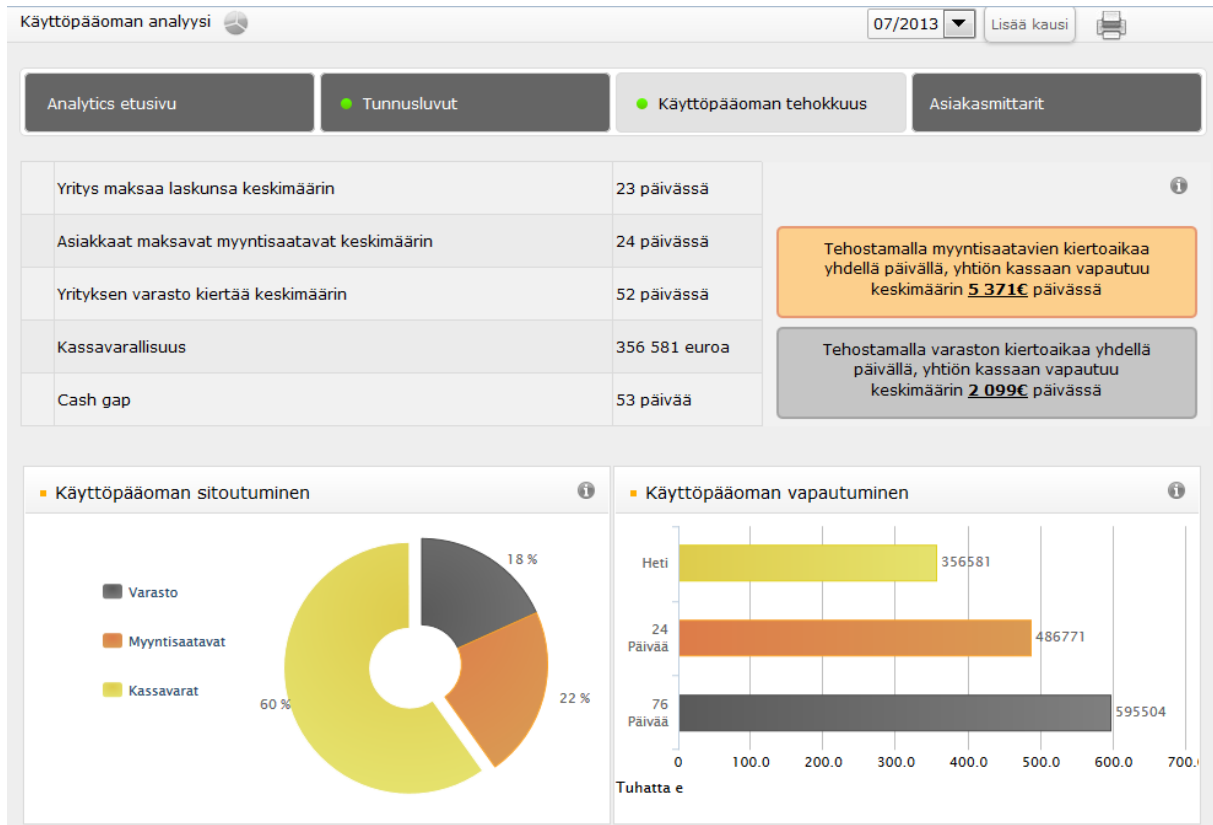 Käyttöpääoman analyysi
07/2013
Lisää kausi
Analytics etusivu
Tunnusluvut
Käyttöpääoman tehokkuus
Asiakasmittarit
Yritys maksaa laskunsa keskimäärin 23 päivässä
Asiakkaat maksavat myyntisaatavat keskimäärin 24 päivässä
Yrityksen varasto kiertää keskimäärin 52 päivässä
Kassavarallisuus 356 581 euroa
Cash gap 53 päivää
Tehostamalla myyntisaatavien kiertoaikaa
yhdellä päivällä, yhtiön kassaan vapautuu
keskimäärin 5 371€ päivässä
Tehostamalla varaston kiertoaikaa yhdellä
päivällä, yhtiön kassaan vapautuu
keskimäärin 2 099€ päivässä
Käyttöpääoman sitoutuminen
Varasto
Myyntisaatavat
Kassavarat
18 %
22 %
60 %
Käyttöpääoman vapautuminen
Heti
356581
24
Päivää
486771
76
Päivää
595504
0 100.0 200.0 300.0 400.0 500.0 600.0 700.
Tuhatta e